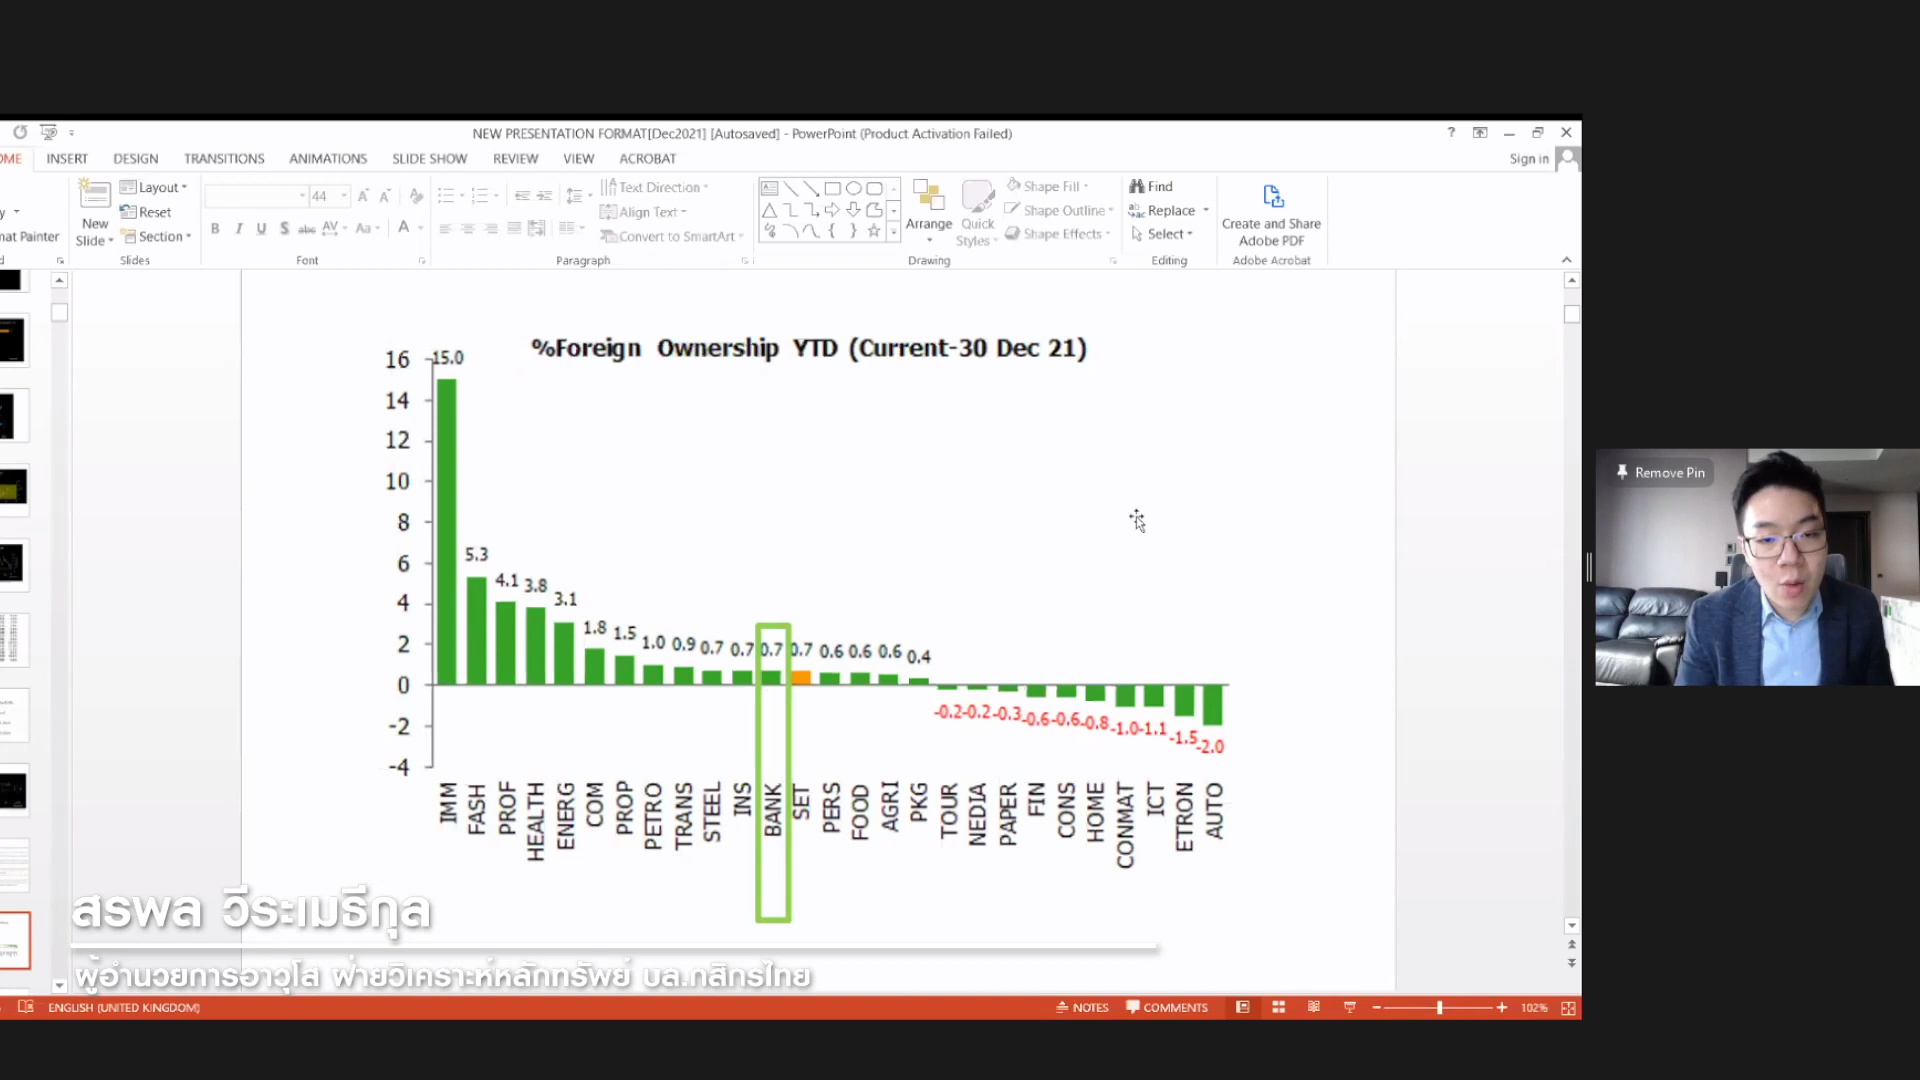 NEW PRESENTATION FORMAT[Dec2021] [Autosaved] - PowerPoint (Product Activation Failed)
OME INSERT DESIGN TRANSITIONS ANIMATIONS SLIDE SHOW REVIEW VIEW ACROBAT Sign in
Layout
New Slide
Reset
Section
Slides
mat Painter
44
Font
Text Direction
Align Text
Convert to SmartArt
Paragraph
Arrange
Quick Styles
Shape Fill
Shape Outline
Shape Effects
Drawing
Find
Replace
Select
Editing
Create and Share Adobe PDF
Adobe Acrobat
%Foreign Ownership YTD (Current-30 Dec 21)
16
14
12
10
8
6
4
2
0
-2
-4
15.0 5.3 4.1 3.8 3.1 1.8 1.5 1.0 0.9 0.7 0.7 0.7 0.7 0.6 0.6 0.6 0.4
-0.2 -0.2 -0.3 -0.6 -0.6 -0.8 -1.0 -1.1 -1.5 -2.0
IMM FASH PROF HEALTH ENERG COM PROP PETRO TRANS STEEL INS BANK SET PERS FOOD AGRI PKG TOUR NEDIA PAPER FIN CONS HOME CONMAT ICT ETRON AUTO
Remove Pin
สรพล วีระเมธีกุล
ผู้อำนวยการอาวุโส ฝ่ายวิเคราะห์หลักทรัพย์ บล.กสิกรไทย
ENGLISH (UNITED KINGDOM) NOTES COMMENTS 102%